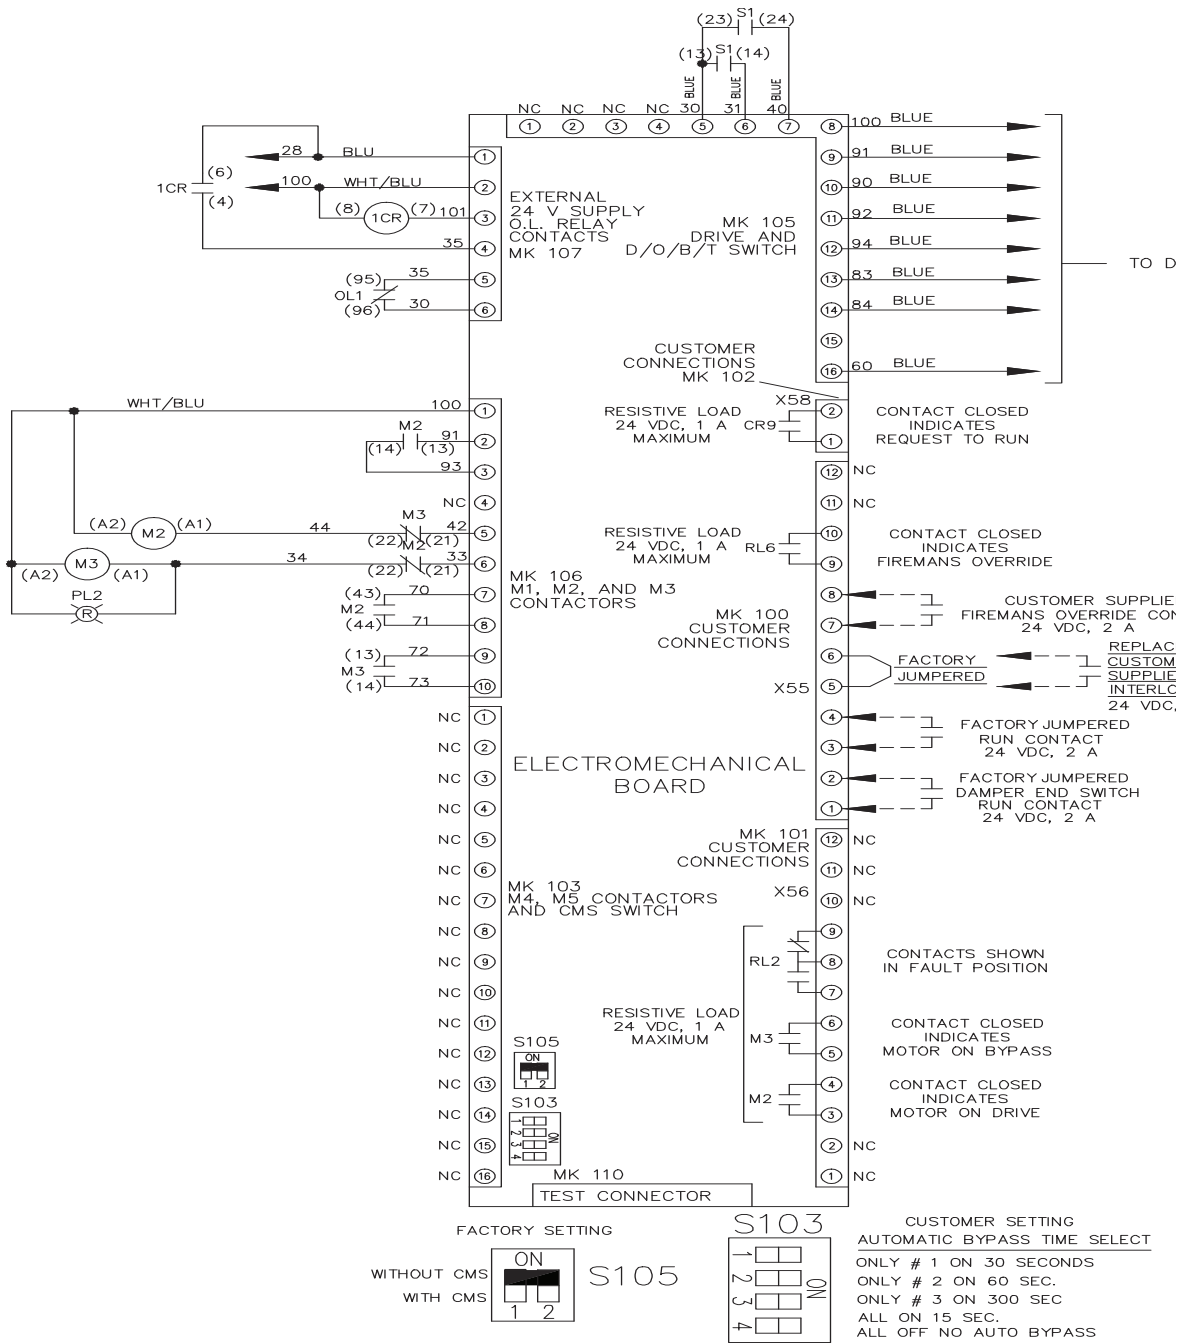 (23) S1 (24)
(13) S1 (14)
BLUE BLUE BLUE
NC NC NC NC 30 31 40
1 2 3 4 5 6 7 8 100 BLUE
28 BLU 1
9 91 BLUE
(6)
1CR
(4)
100 WHT/BLU 2
10 90 BLUE
(8) 1CR (7) 101 3
11 92 BLUE
35 4
12 94 BLUE
EXTERNAL
24 V SUPPLY
O.L. RELAY
CONTACTS
MK 107
MK 105
DRIVE AND
D/O/B/T SWITCH
TO D
(95) 35 5
OL1
(96) 30 6
13 83 BLUE
14 84 BLUE
15
16 60 BLUE
CUSTOMER
CONNECTIONS
MK 102
WHT/BLU 100 1
M2 91 2
(14) (13)
93 3
NC 4
X58
RESISTIVE LOAD
24 VDC, 1 A
MAXIMUM
CR9
2
1
CONTACT CLOSED
INDICATES
REQUEST TO RUN
12 NC
11 NC
(A2) M2 (A1) 44 M3 42 5
(22) (21)
(A2) M3 (A1) 34 M2 33 6
(22) (21)
PL2
R
RESISTIVE LOAD
24 VDC, 1 A
MAXIMUM
RL6
10
9
CONTACT CLOSED
INDICATES
FIREMANS OVERRIDE
MK 106
M1, M2, AND M3
CONTACTORS
(43) 70 7
M2
(44) 71 8
(13) 72 9
M3
(14) 73 10
MK 100
CUSTOMER
CONNECTIONS
X55
8
7
CUSTOMER SUPPLIE
FIREMANS OVERRIDE CON
24 VDC, 2 A
6
5
FACTORY
JUMPERED
REPLAC
CUSTOM
SUPPLIE
INTERLO
24 VDC,
4
3
FACTORY JUMPERED
RUN CONTACT
24 VDC, 2 A
2
1
FACTORY JUMPERED
DAMPER END SWITCH
RUN CONTACT
24 VDC, 2 A
ELECTROMECHANICAL
BOARD
NC 1
NC 2
NC 3
NC 4
NC 5
NC 6
NC 7
NC 8
NC 9
NC 10
NC 11
NC 12
NC 13
NC 14
NC 15
NC 16
MK 103
M4, M5 CONTACTORS
AND CMS SWITCH
MK 101
CUSTOMER
CONNECTIONS
X56
12 NC
11 NC
10 NC
RL2
9
8
7
CONTACTS SHOWN
IN FAULT POSITION
RESISTIVE LOAD
24 VDC, 1 A
MAXIMUM
M3
6
5
CONTACT CLOSED
INDICATES
MOTOR ON BYPASS
M2
4
3
CONTACT CLOSED
INDICATES
MOTOR ON DRIVE
2 NC
1 NC
S105
ON
1 2
S103
1
2
3
4
ON
MK 110
TEST CONNECTOR
FACTORY SETTING
WITHOUT CMS
WITH CMS
ON
1 2
S105
S103
1
2
3
4
ON
CUSTOMER SETTING
AUTOMATIC BYPASS TIME SELECT
ONLY # 1 ON 30 SECONDS
ONLY # 2 ON 60 SEC.
ONLY # 3 ON 300 SEC
ALL ON 15 SEC.
ALL OFF NO AUTO BYPASS